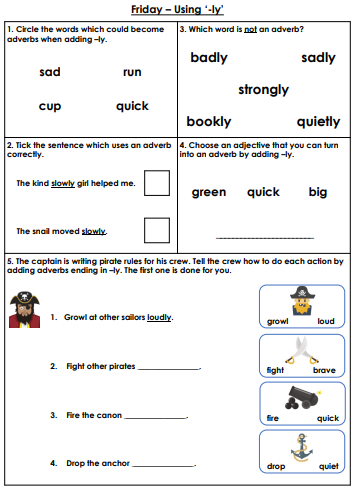 Friday – Using '-ly'
1. Circle the words which could become
adverbs when adding –ly.
sad run
cup quick
3. Which word is not an adverb?
badly sadly
strongly
bookly quietly
2. Tick the sentence which uses an adverb
correctly.
The kind slowly girl helped me.
The snail moved slowly.
4. Choose an adjective that you can turn
into an adverb by adding –ly.
green quick big
5. The captain is writing pirate rules for his crew. Tell the crew how to do each action by
adding adverbs ending in –ly. The first one is done for you.
1. Growl at other sailors loudly.
growl loud
2. Fight other pirates ____________.
fight brave
3. Fire the canon ____________.
fire quick
4. Drop the anchor ____________.
drop quiet